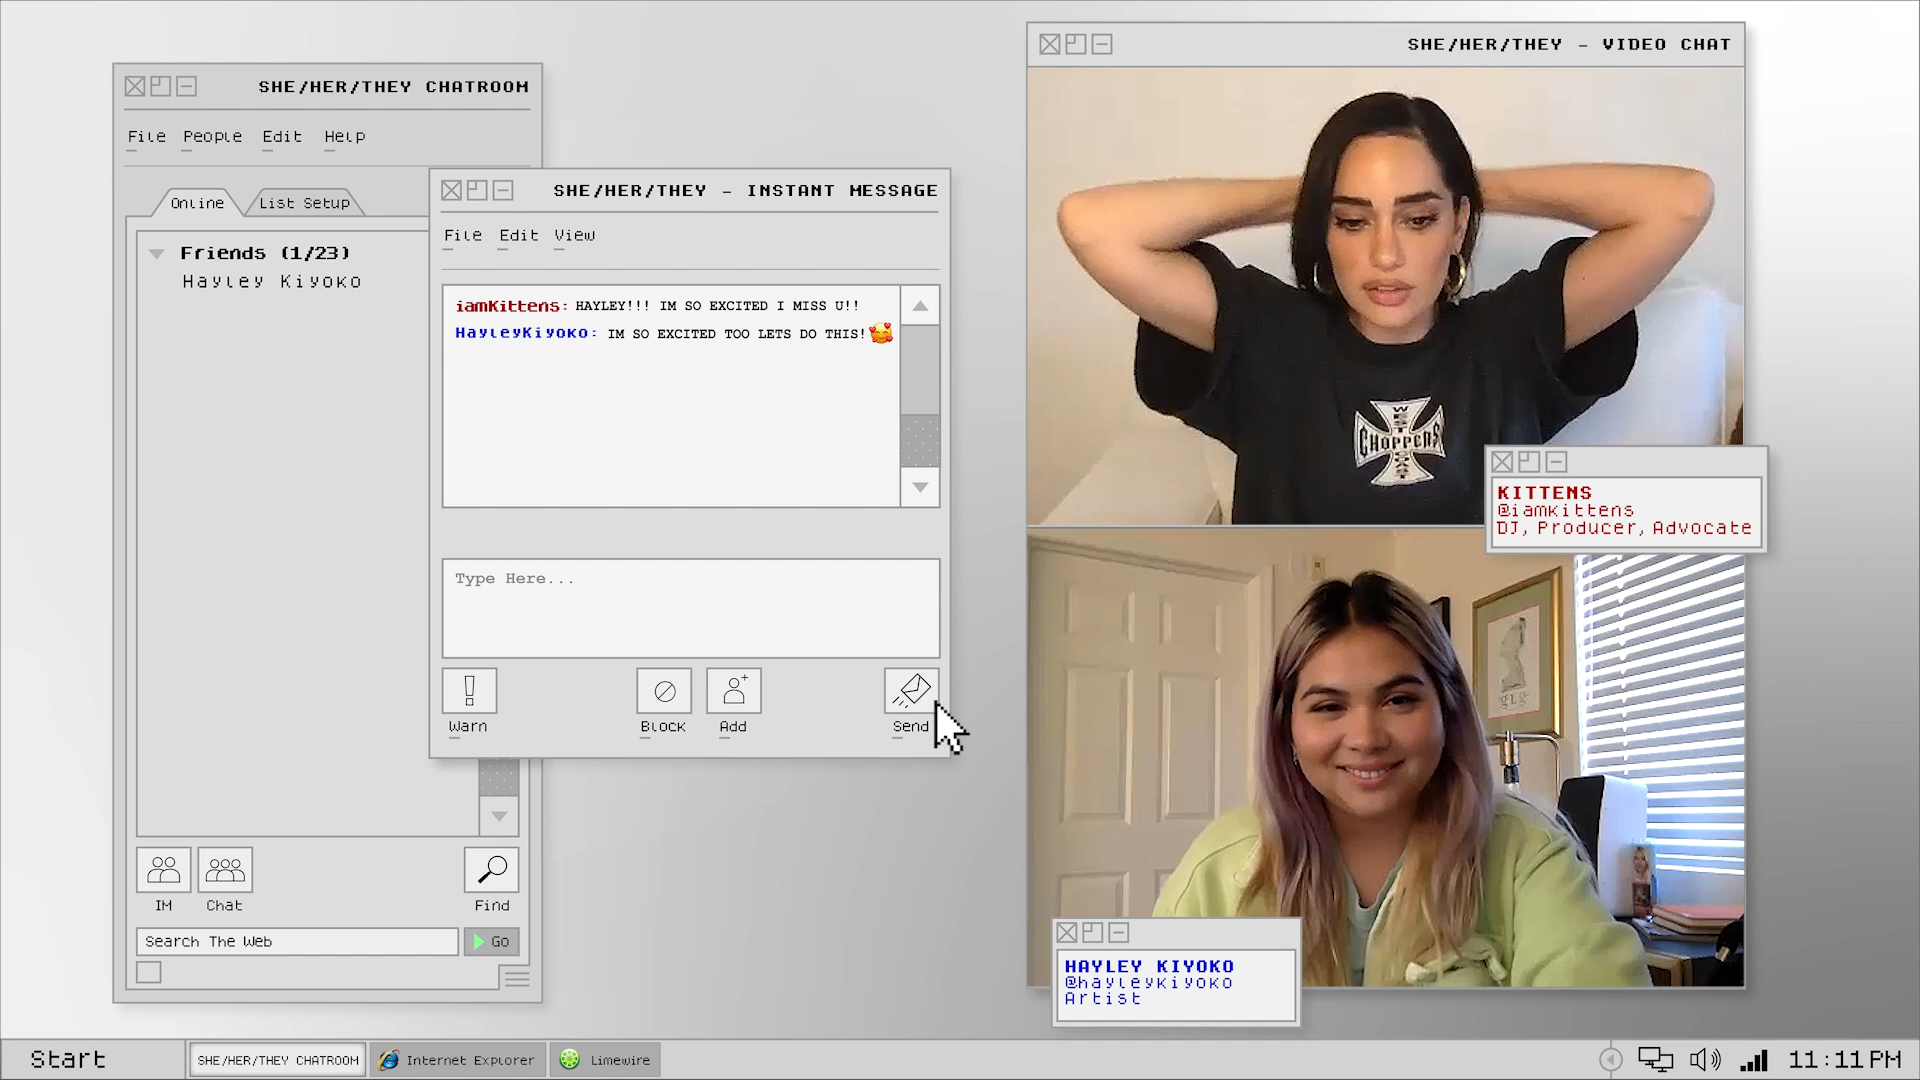 SHE/HER/THEY CHATROOM
File People Edit Help
Online List Setup
Friends (1/23)
Hayley Kiyoko
IM Chat Find
Search The Web Go
SHE/HER/THEY - INSTANT MESSAGE
File Edit View
iamKittens: HAYLEY!!! IM SO EXCITED I MISS U!!
HayleyKiyoko: IM SO EXCITED TOO LETS DO THIS!🥰
Type Here...
Warn Block Add Send
SHE/HER/THEY - VIDEO CHAT
WEST COAST
CHOPPERS
KITTENS
@iamkittens
DJ, Producer, Advocate
glg
HAYLEY KIYOKO
@hayleykiyoko
Artist
Start SHE/HER/THEY CHATROOM Internet Explorer Limewire 11:11 PM